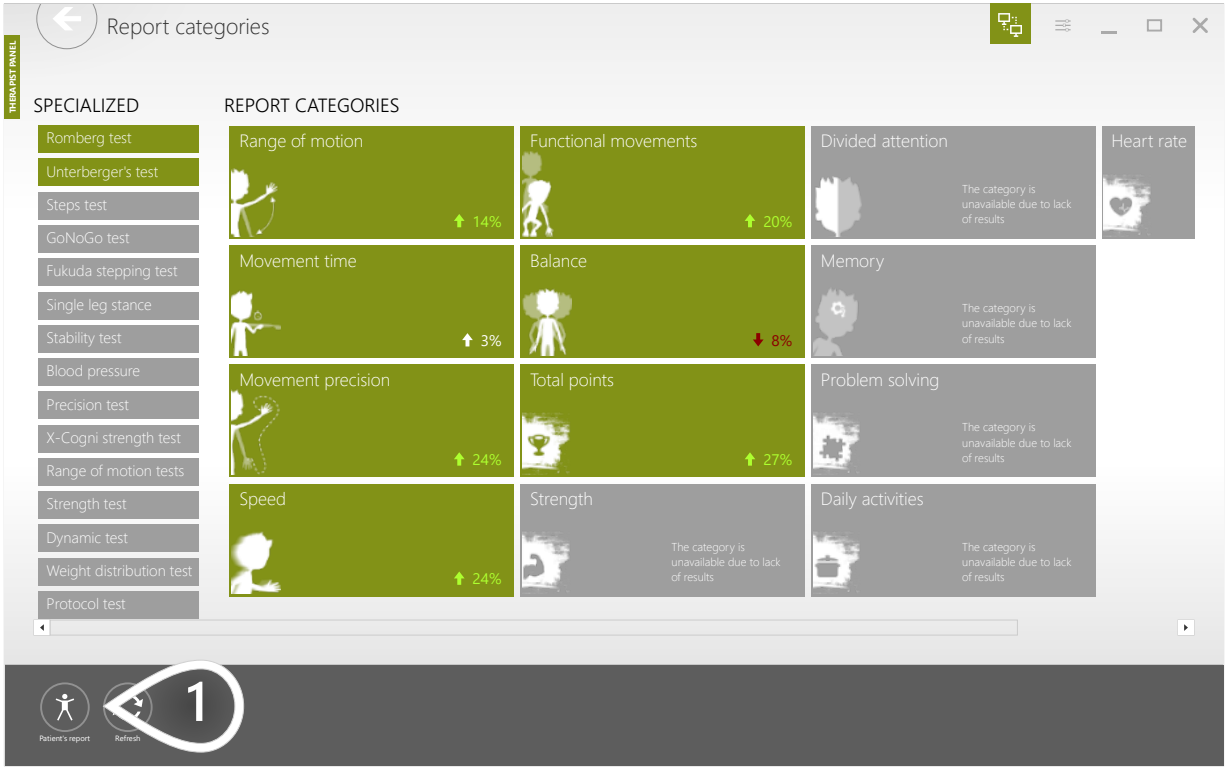 Report categories
THERAPIST PANEL
SPECIALIZED
Romberg test
Unterberger's test
Steps test
GoNoGo test
Fukuda stepping test
Single leg stance
Stability test
Blood pressure
Precision test
X-Cogni strength test
Range of motion tests
Strength test
Dynamic test
Weight distribution test
Protocol test
REPORT CATEGORIES
Range of motion
14%
Functional movements
20%
Divided attention
The category is
unavailable due to lack
of results
Heart rate
Movement time
3%
Balance
8%
Memory
The category is
unavailable due to lack
of results
Movement precision
24%
Total points
27%
Problem solving
The category is
unavailable due to lack
of results
Speed
24%
Strength
The category is
unavailable due to lack
of results
Daily activities
The category is
unavailable due to lack
of results
Patient's report
Refresh
1